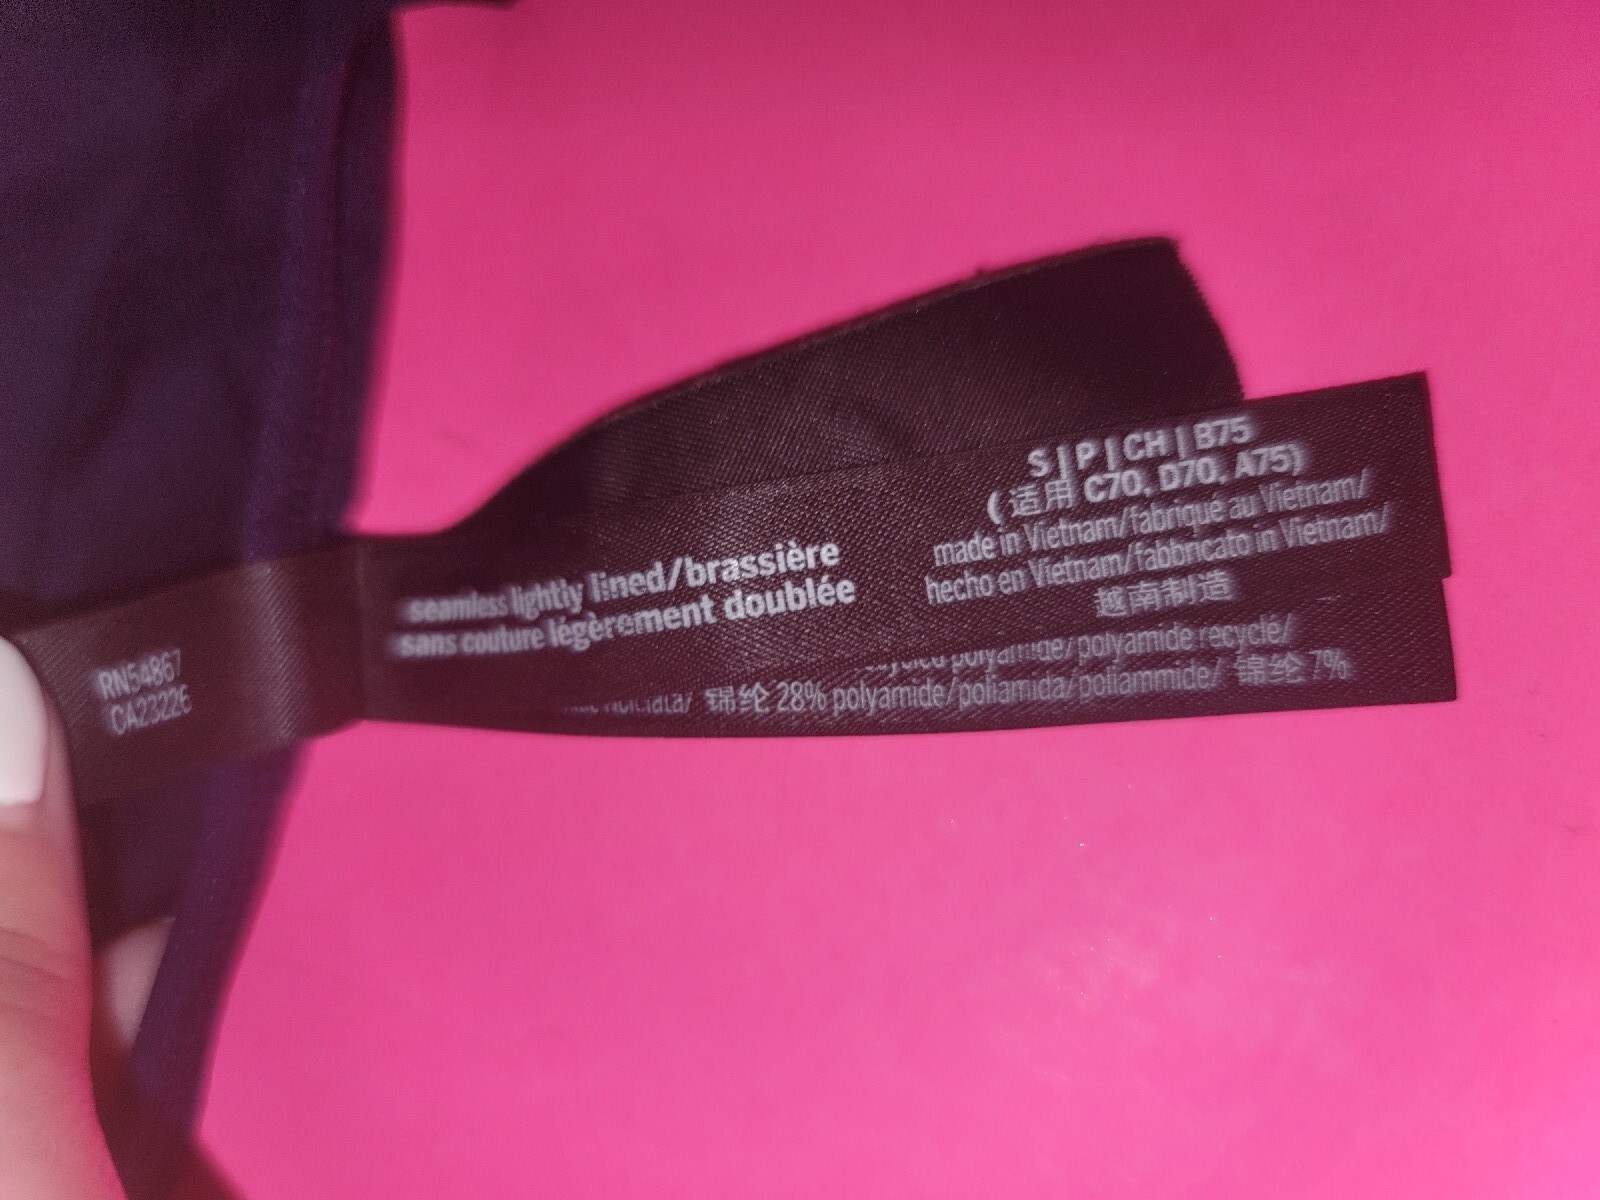 RN54867
CA23226
seamless lightly lined/brassière
sans couture légèrement doublée
S | P | CH | B75
( 适用 C70, D70, A75)
made in Vietnam/fabriqué au Vietnam/
hecho en Vietnam/fabbricato in Vietnam/
越南制造
polyamide/polyamide recyclé/
锦纶 28% polyamide/poliamida/poliammide/ 锦纶 7%